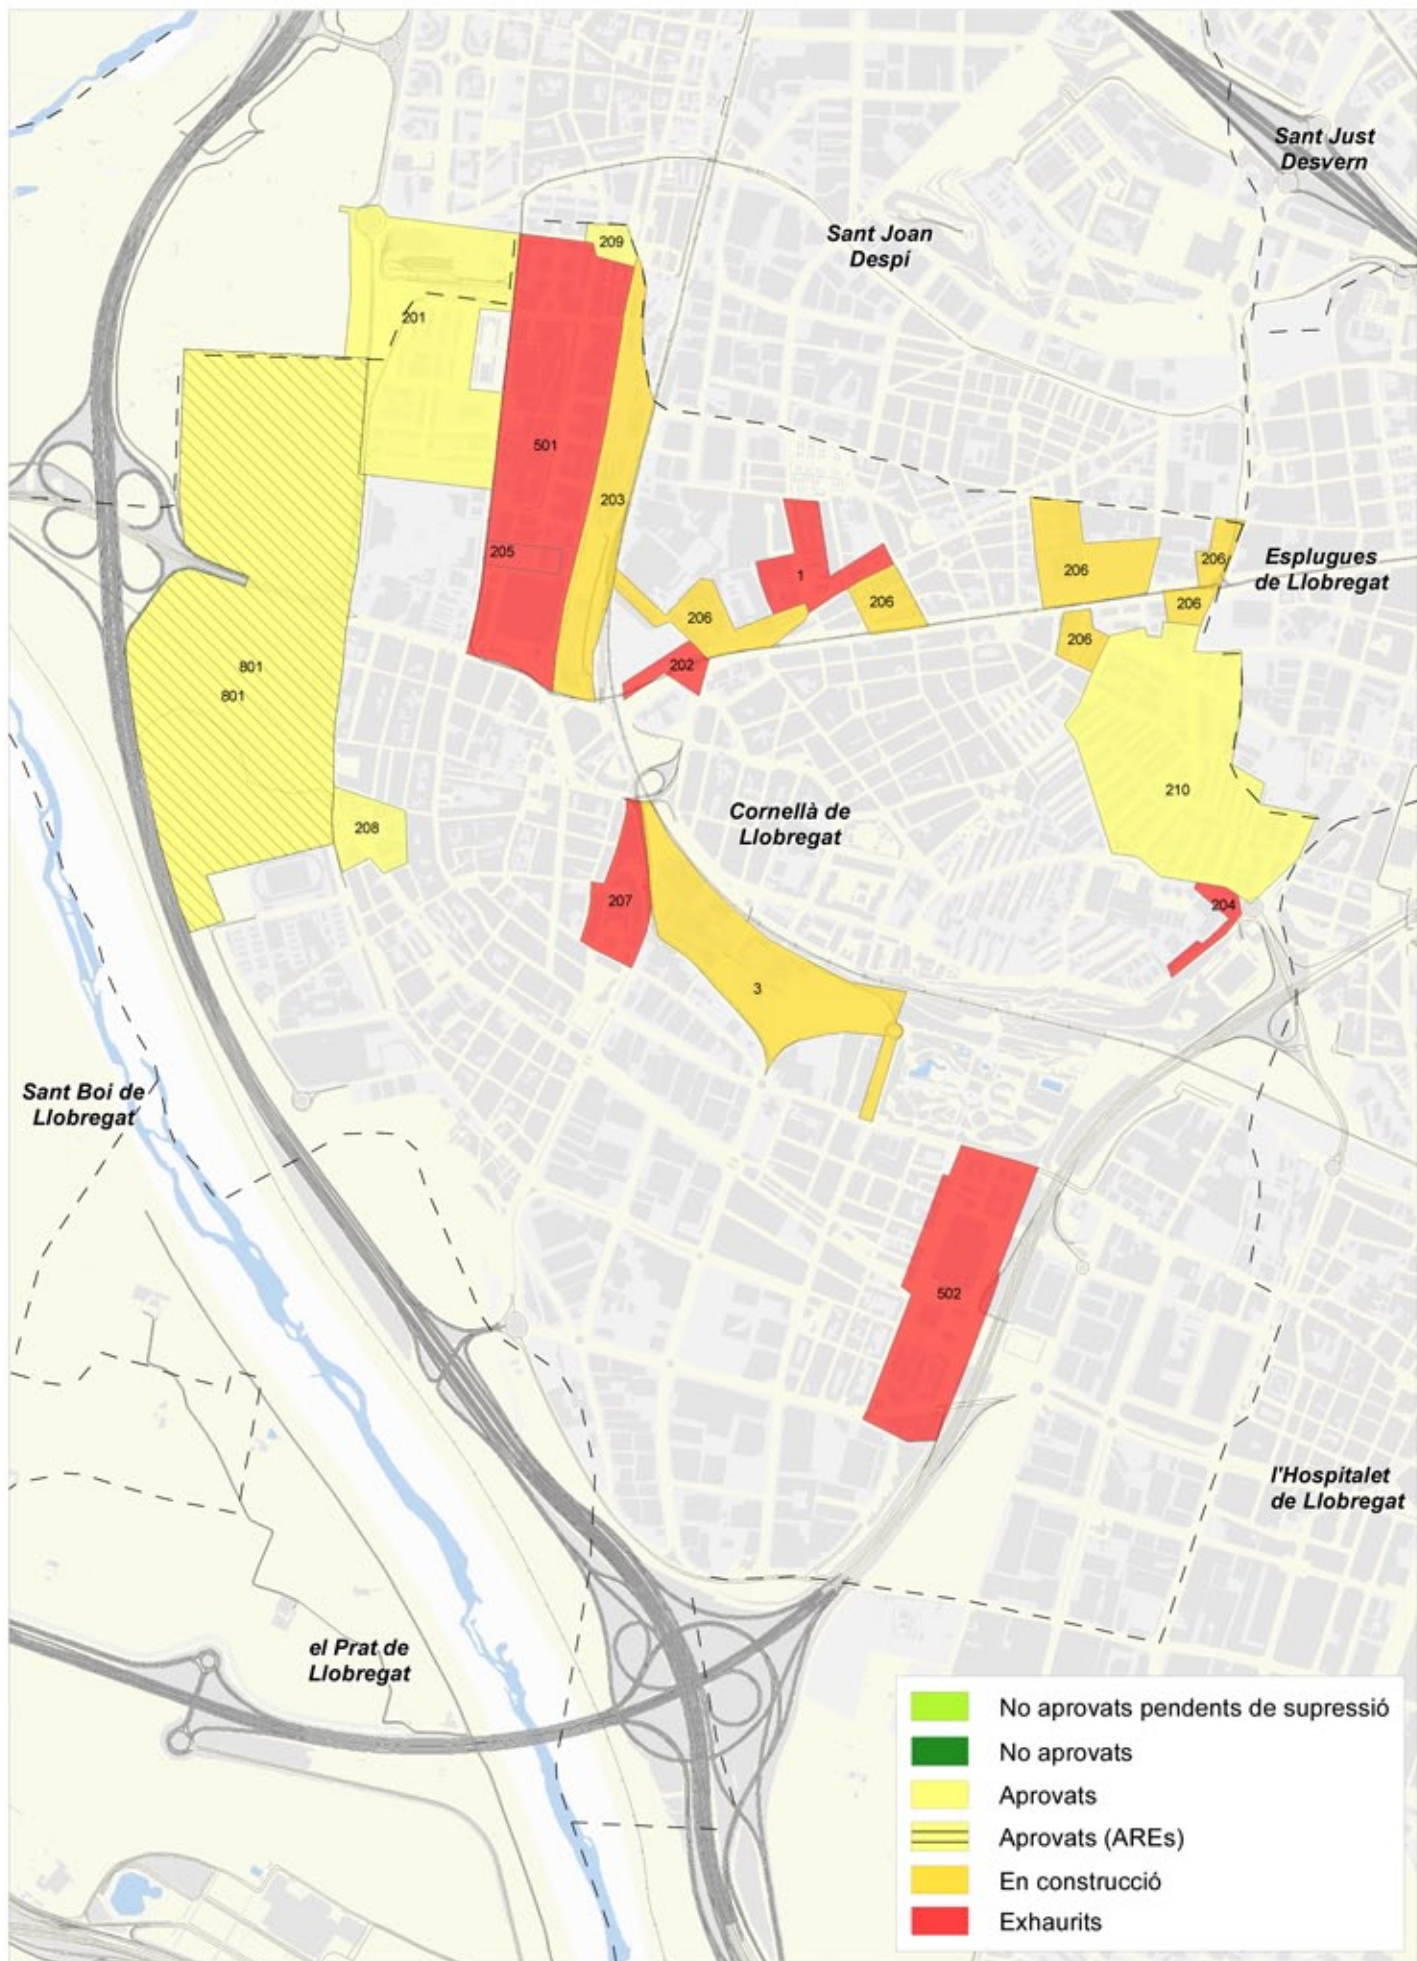 Sant Just
Desvern
Sant Joan
Despí
209
201
501
203
205
1
206
206
206
206
206
206
Esplugues
de Llobregat
202
801
801
210
208
Cornellà de
Llobregat
207
204
3
Sant Boi de
Llobregat
502
l'Hospitalet
de Llobregat
el Prat de
Llobregat
No aprovats pendents de supressió
No aprovats
Aprovats
Aprovats (AREs)
En construcció
Exhaurits